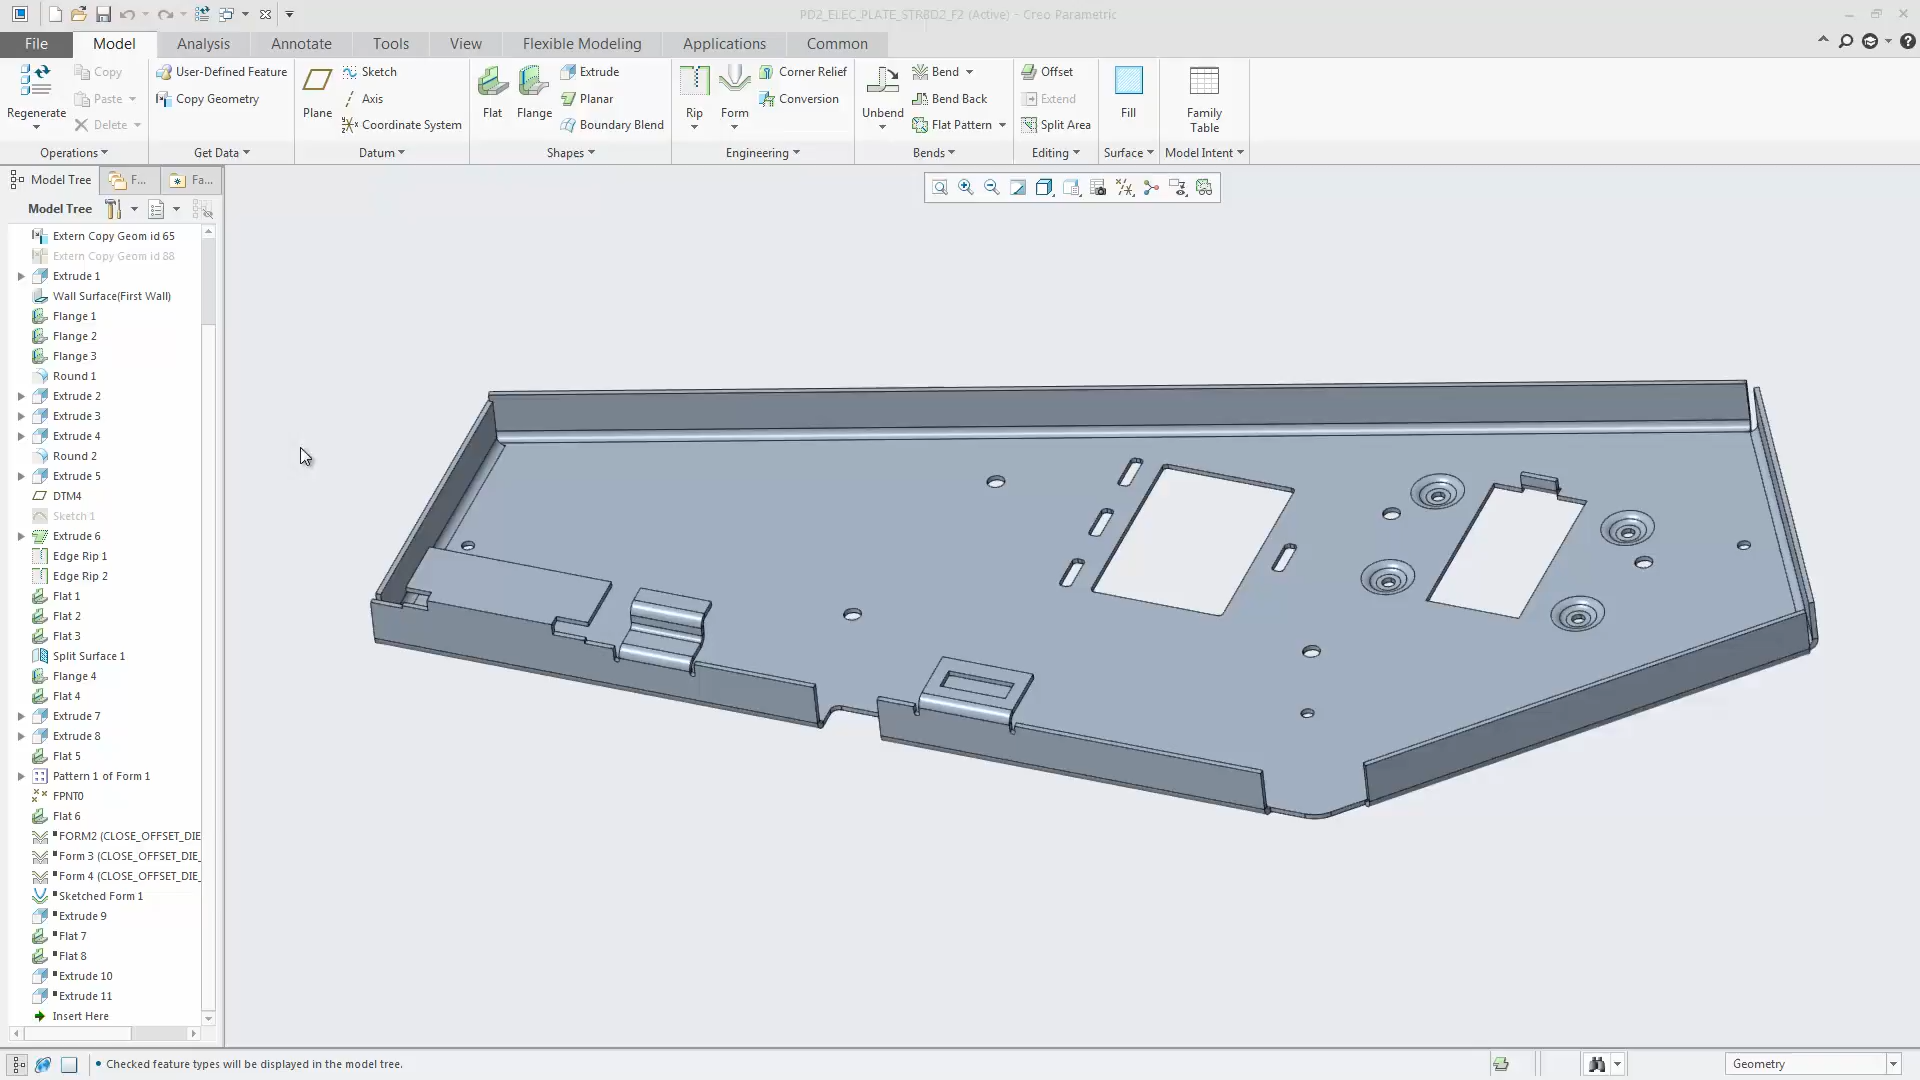 PD2_ELEC_PLATE_STRBD2_F2 (Active) - Creo Parametric
File Model Analysis Annotate Tools View Flexible Modeling Applications Common
Regenerate
Copy
Paste
Delete
Operations
User-Defined Feature
Copy Geometry
Get Data
Plane
Sketch
Axis
Coordinate System
Datum
Flat
Flange
Extrude
Planar
Boundary Blend
Shapes
Rip
Form
Corner Relief
Conversion
Engineering
Unbend
Bend
Bend Back
Flat Pattern
Bends
Offset
Extend
Split Area
Editing
Fill
Surface
Family
Table
Model Intent
Model Tree F... Fa...
Model Tree
Extern Copy Geom id 65
Extern Copy Geom id 88
Extrude 1
Wall Surface(First Wall)
Flange 1
Flange 2
Flange 3
Round 1
Extrude 2
Extrude 3
Extrude 4
Round 2
Extrude 5
DTM4
Sketch 1
Extrude 6
Edge Rip 1
Edge Rip 2
Flat 1
Flat 2
Flat 3
Split Surface 1
Flange 4
Flat 4
Extrude 7
Extrude 8
Flat 5
Pattern 1 of Form 1
FPNT0
Flat 6
FORM2 (CLOSE_OFFSET_DIE
Form 3 (CLOSE_OFFSET_DIE_
Form 4 (CLOSE_OFFSET_DIE_
Sketched Form 1
Extrude 9
Flat 7
Flat 8
Extrude 10
Extrude 11
Insert Here
• Checked feature types will be displayed in the model tree.
Geometry